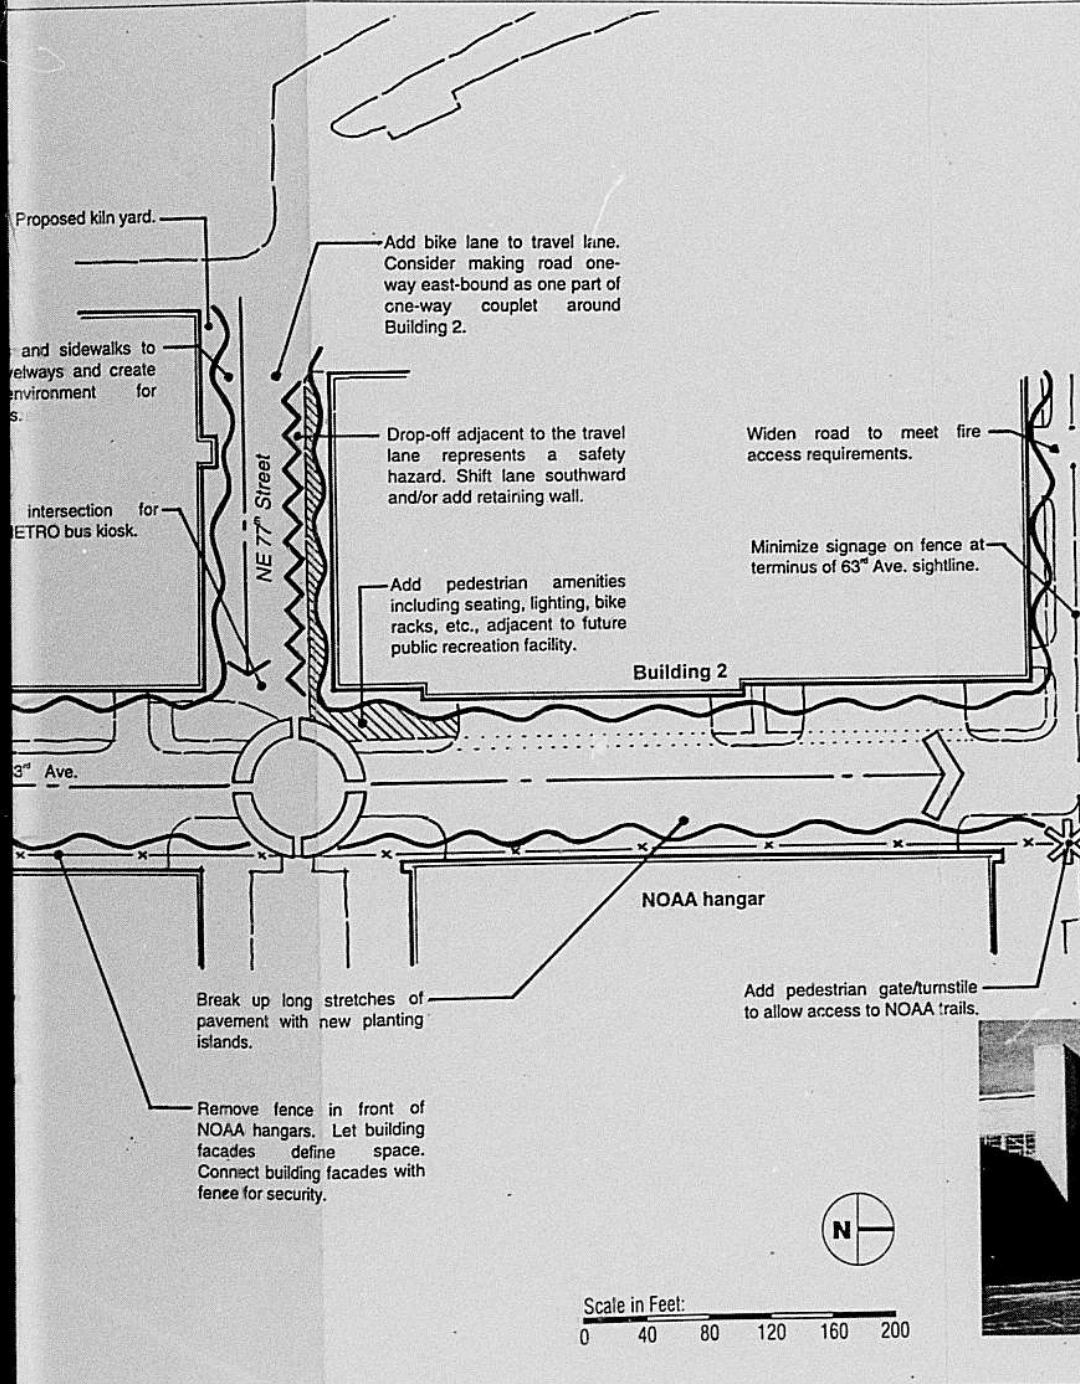 Proposed kiln yard.
and sidewalks to
create
for
Add bike lane to travel lane.
Consider making road one-
way east-bound as one part of
one-way couplet around
Building 2.
intersection for
bus kiosk.
NE 77th Street
Drop-off adjacent to the travel
lane represents a safety
hazard. Shift lane southward
and/or add retaining wall.
Add pedestrian amenities
including seating, lighting, bike
racks, etc., adjacent to future
public recreation facility.
Widen road to meet fire
access requirements.
Minimize signage on fence at
terminus of 63rd Ave. sightline.
Building 2
3rd Ave.
NOAA hangar
Break up long stretches of
pavement with new planting
islands.
Add pedestrian gate/turnstile
to allow access to NOAA trails.
Remove fence in front of
NOAA hangars. Let building
facades define space.
Connect building facades with
fence for security.
N
Scale in Feet:
0 40 80 120 160 200